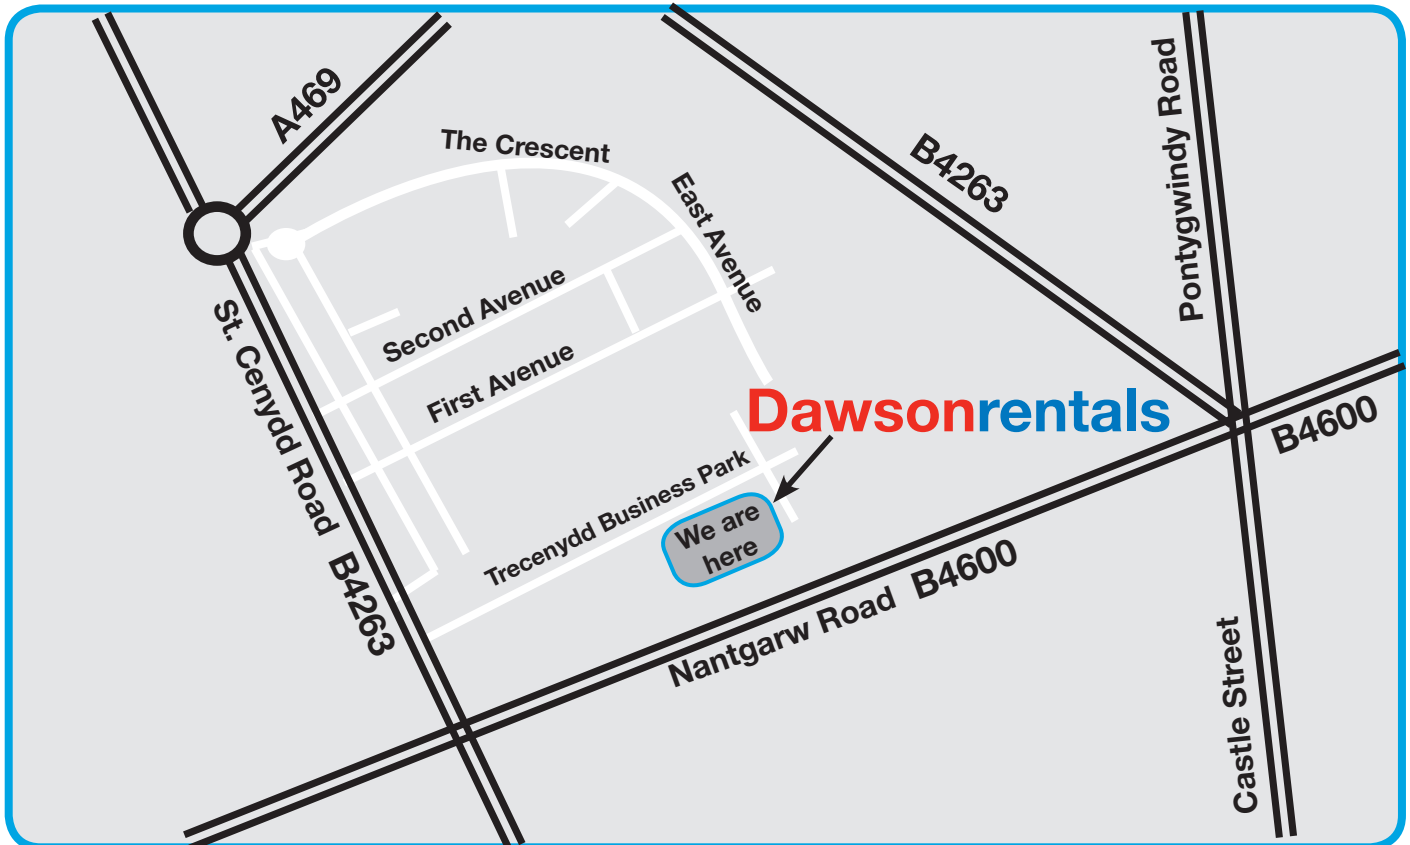 A469
The Crescent
East Avenue
B4263
Pontygwindy Road
Second Avenue
First Avenue
St. Cenydd Road B4263
Dawsonrentals
B4600
Trecenydd Business Park
We are
here
Nantgarw Road B4600
Castle Street